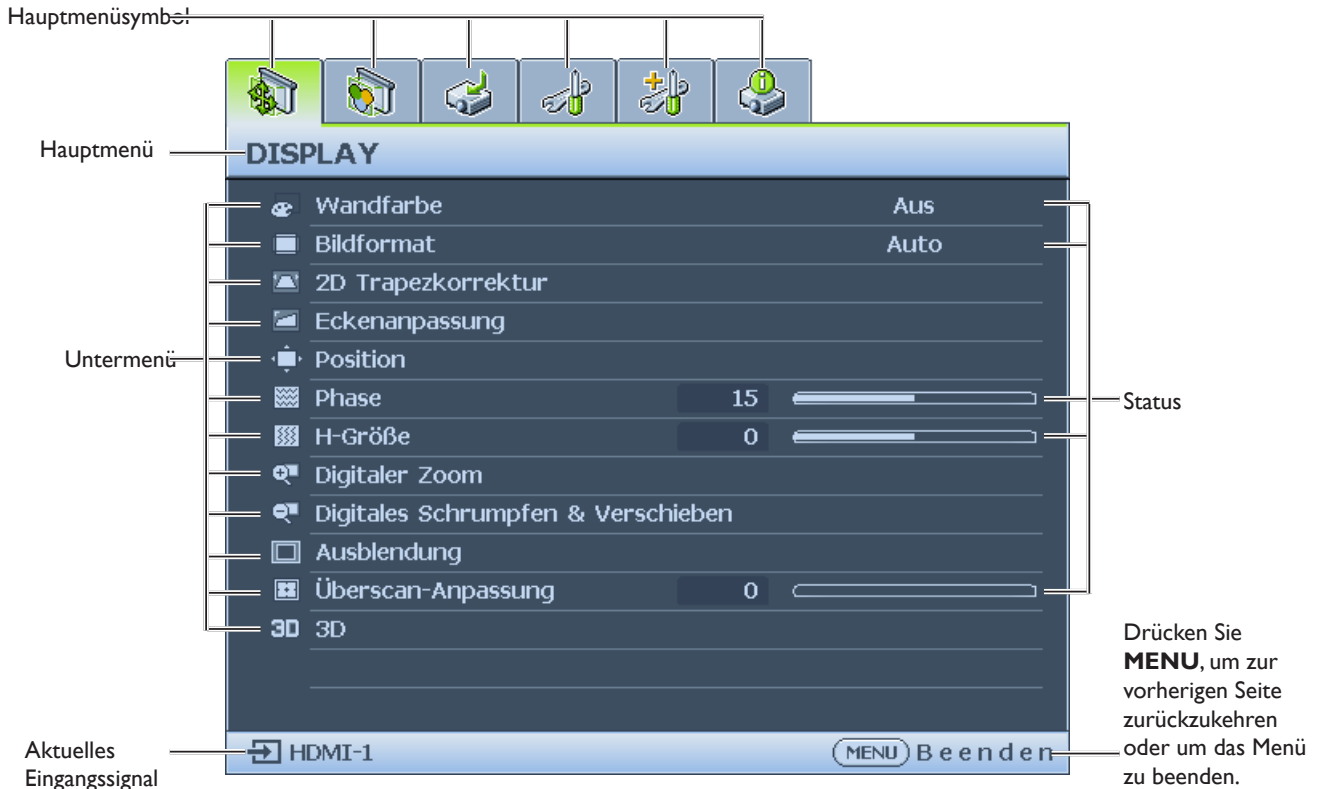 Hauptmenüsymbol
Hauptmenü
DISPLAY
Wandfarbe Aus
Bildformat Auto
2D Trapezkorrektur
Eckenanpassung
Untermenü
Position
Phase 15
Status
H-Größe 0
Digitaler Zoom
Digitales Schrumpfen & Verschieben
Ausblendung
Überscan-Anpassung 0
3D 3D
Drücken Sie
MENU, um zur
vorherigen Seite
zurückzukehren
oder um das Menü
zu beenden.
Aktuelles
Eingangssignal
HDMI-1
MENU Beenden